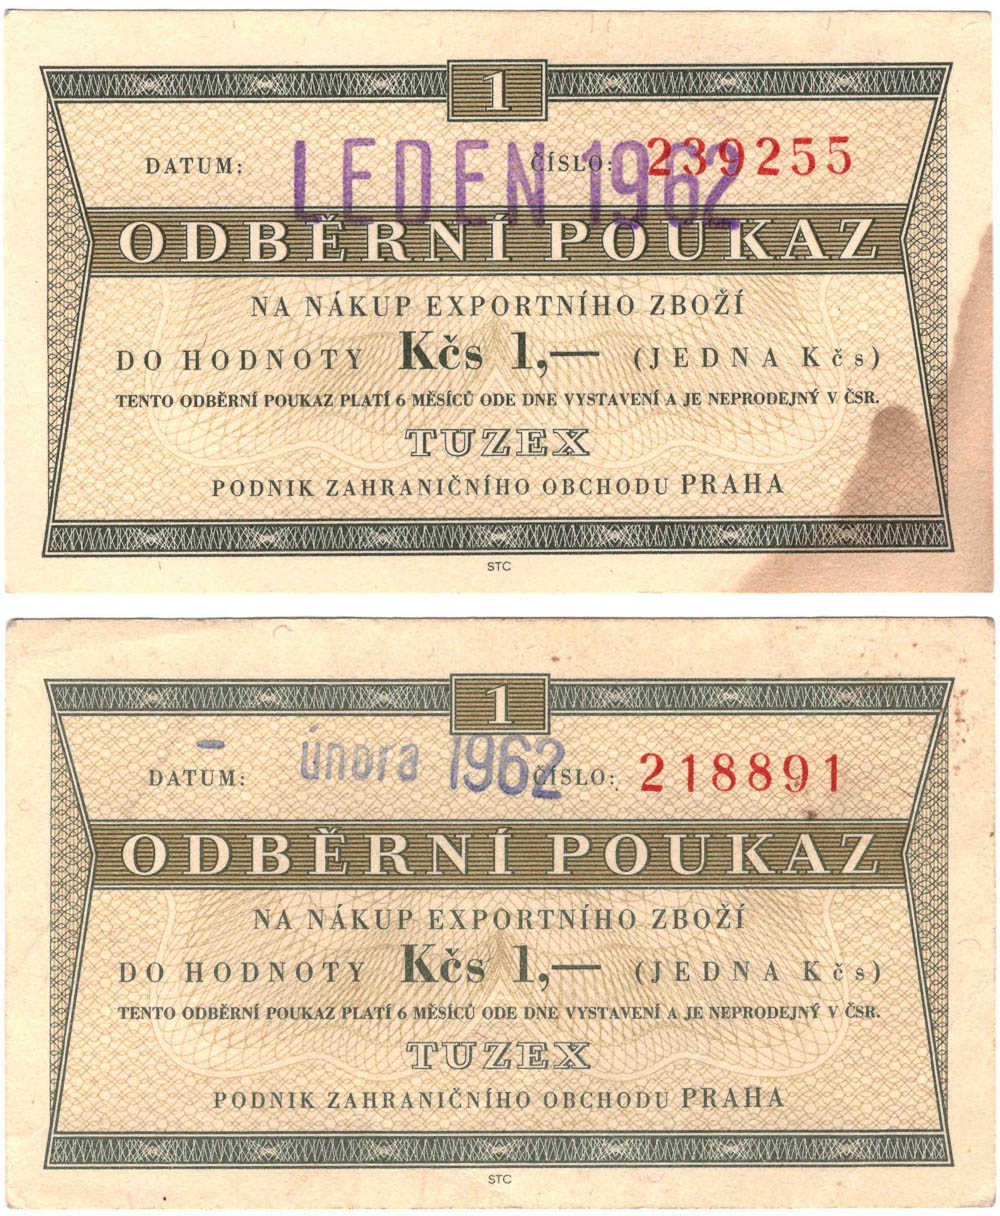 1
DATUM: LEDEN 1962 ČÍSLO: 239255
ODBĚRNÍ POUKAZ
NA NÁKUP EXPORTNÍHO ZBOŽÍ
DO HODNOTY Kčs 1,— (JEDNA Kčs)
TENTO ODBĚRNÍ POUKAZ PLATÍ 6 MĚSÍCŮ ODE DNE VYSTAVENÍ A JE NEPRODEJNÝ V ČSR.
TUZEX
PODNIK ZAHRANIČNÍHO OBCHODU PRAHA
STC
1
DATUM: – února 1962 ČÍSLO: 218891
ODBĚRNÍ POUKAZ
NA NÁKUP EXPORTNÍHO ZBOŽÍ
DO HODNOTY Kčs 1,— (JEDNA Kčs)
TENTO ODBĚRNÍ POUKAZ PLATÍ 6 MĚSÍCŮ ODE DNE VYSTAVENÍ A JE NEPRODEJNÝ V ČSR.
TUZEX
PODNIK ZAHRANIČNÍHO OBCHODU PRAHA
STC